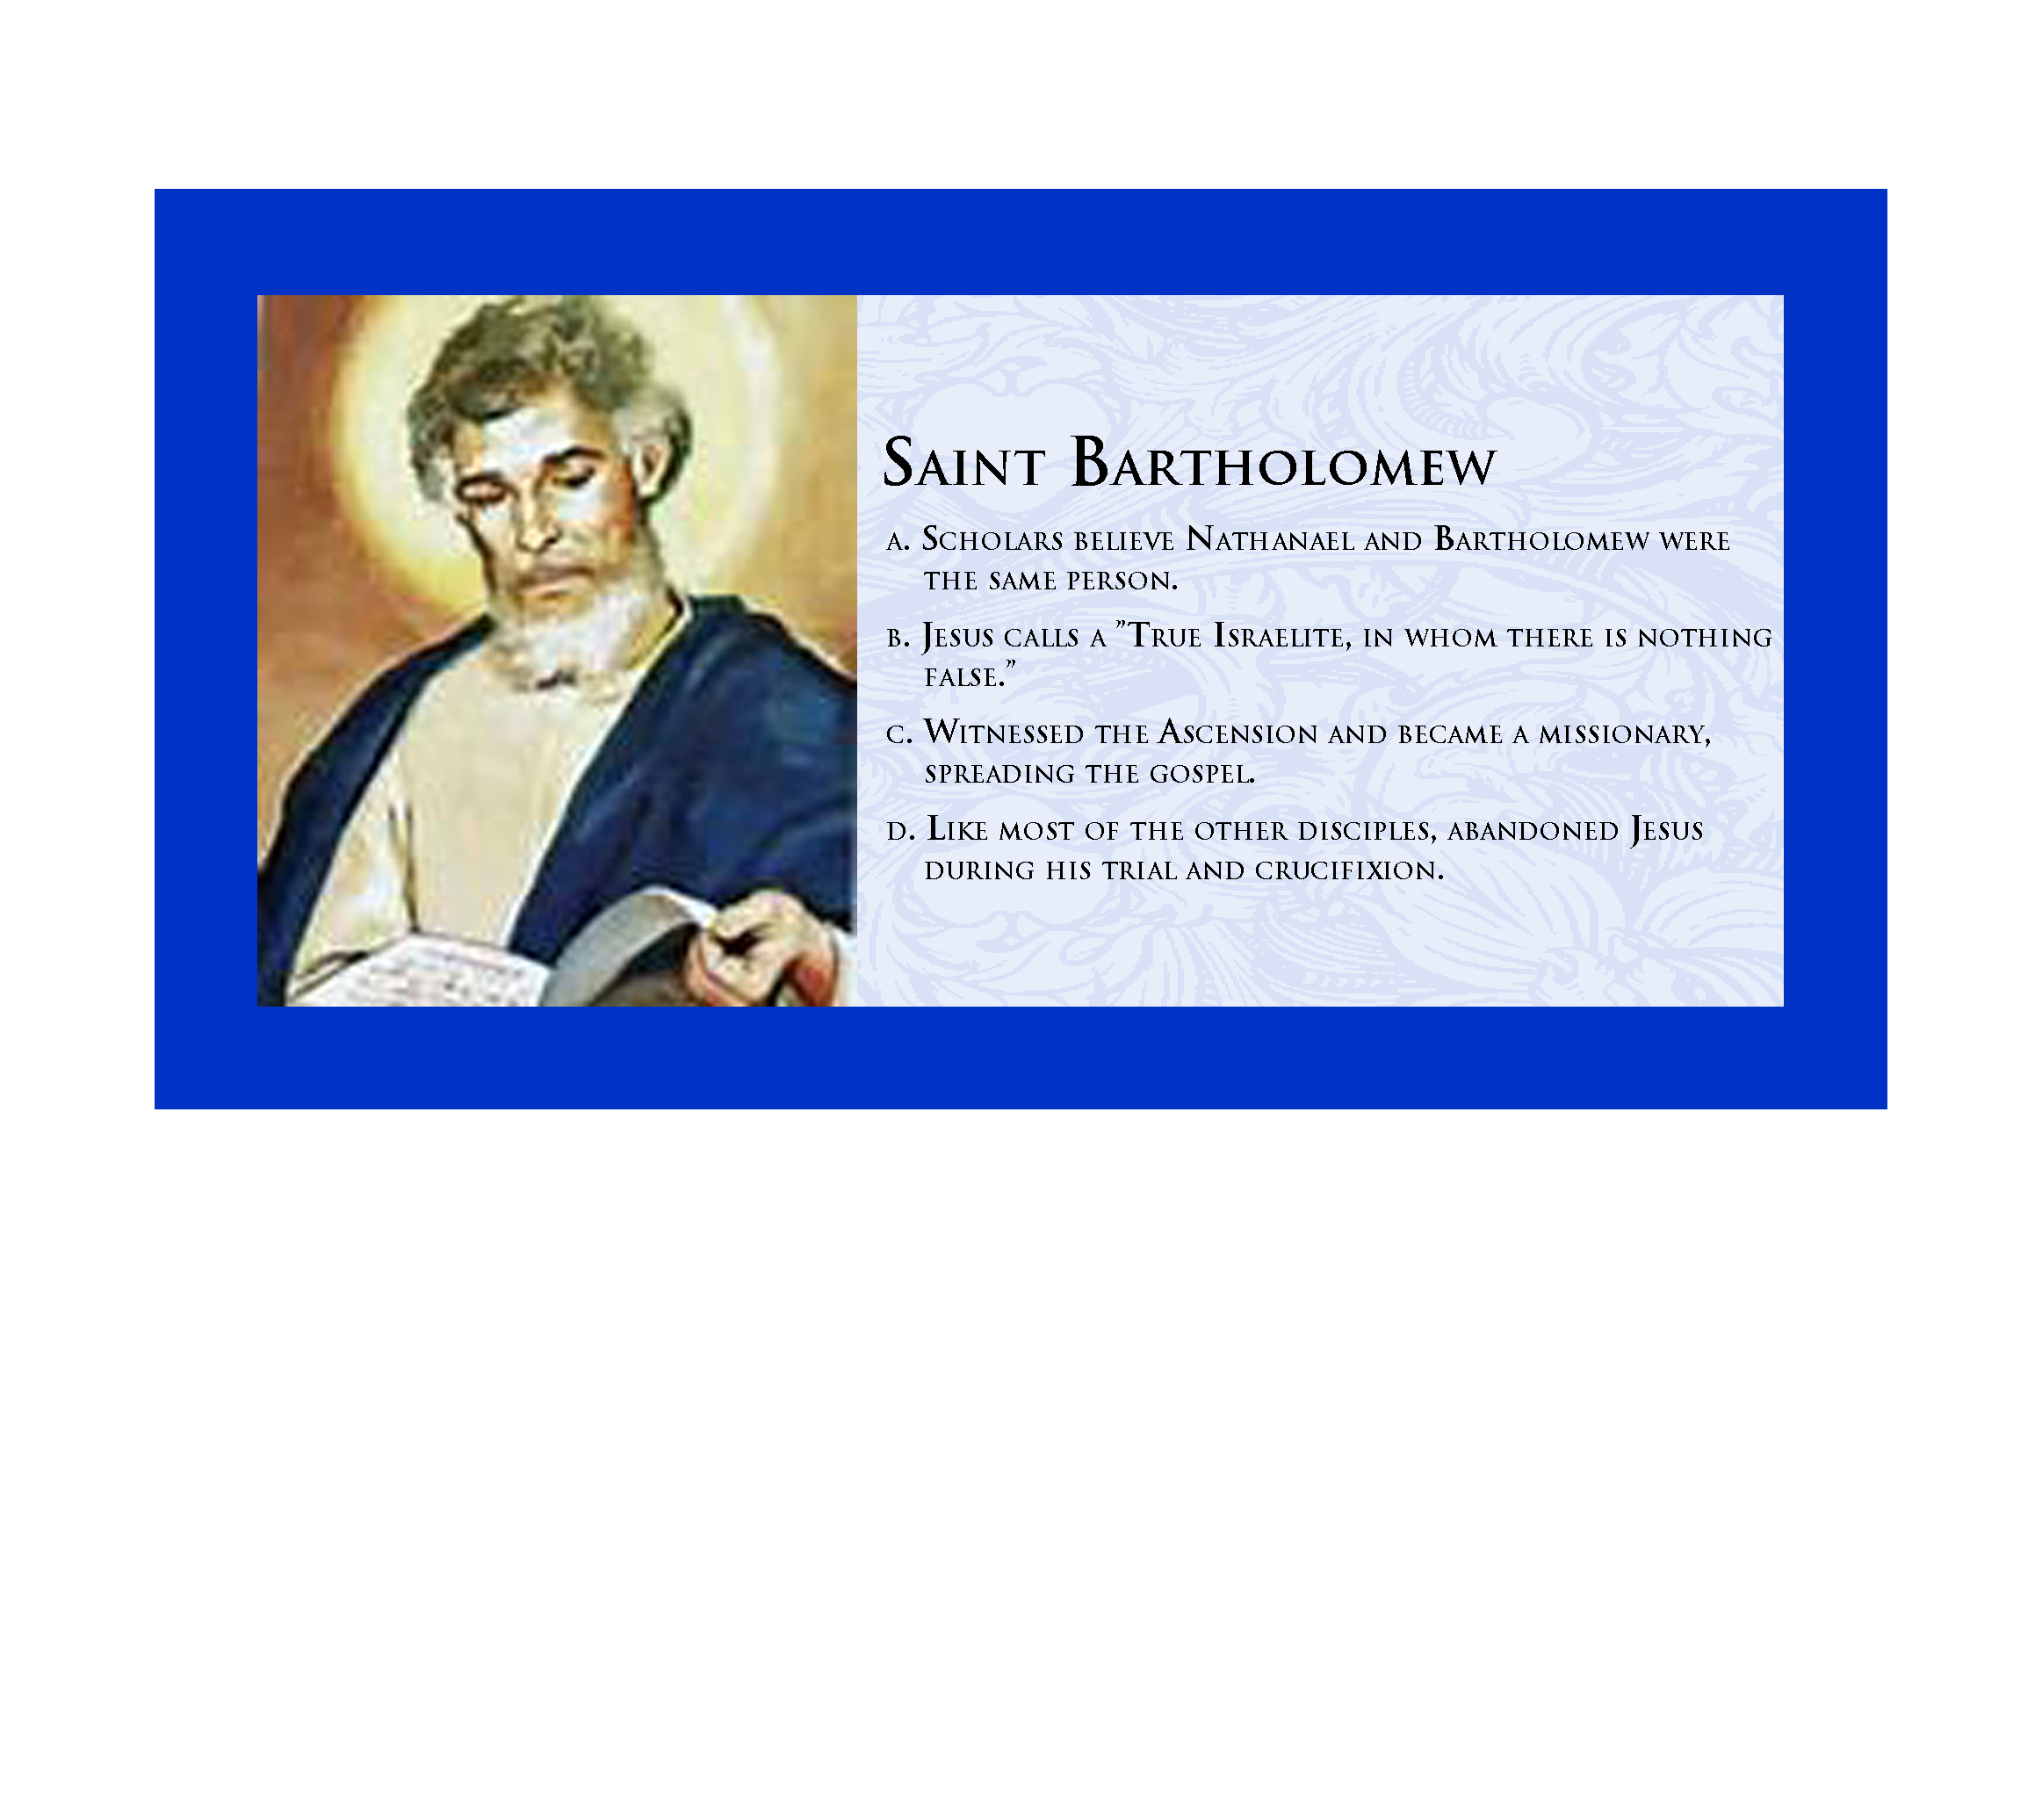 Saint Bartholomew
a. Scholars believe Nathanael and Bartholomew were
the same person.
b. Jesus calls a ”True Israelite, in whom there is nothing
false.”
c. Witnessed the Ascension and became a missionary,
spreading the gospel.
d. Like most of the other disciples, abandoned Jesus
during his trial and crucifixion.